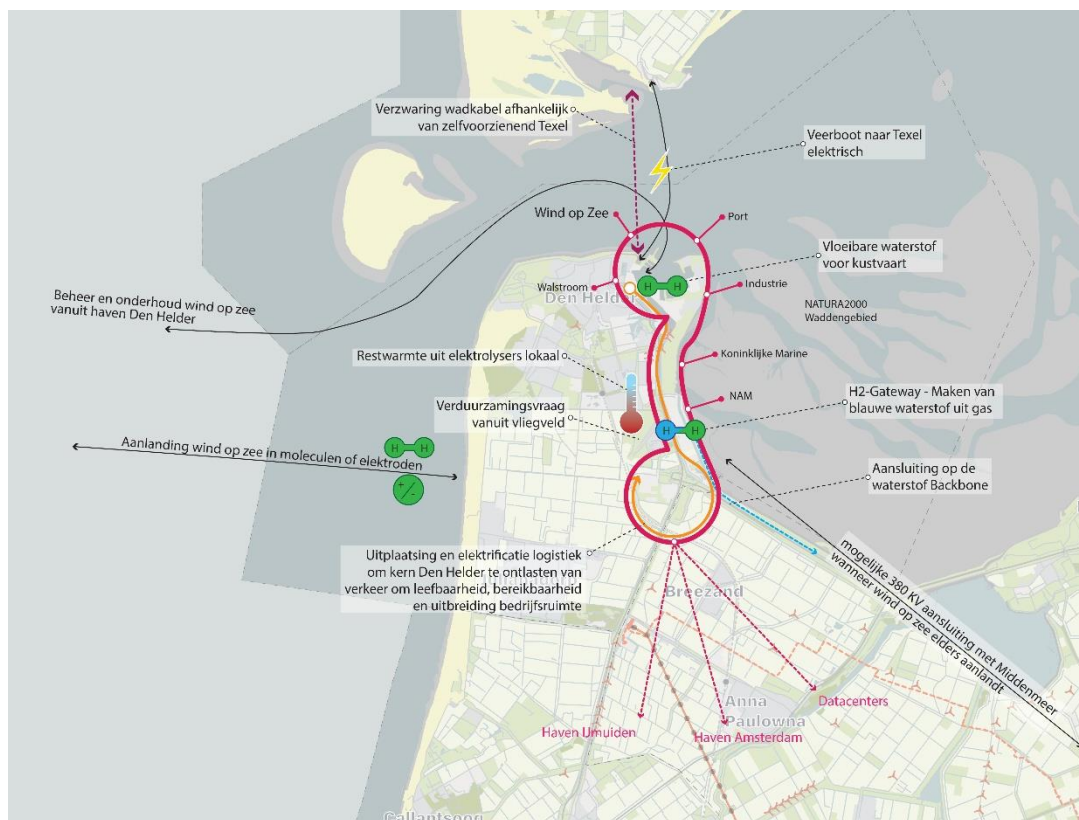 Verzwaring wadkabel afhankelijk
van zelfvoorzienend Texel
Veerboot naar Texel
elektrisch
Wind op Zee
Port
Vloeibare waterstof
voor kustvaart
Walstroom
Den Helder
H H
Industrie
NATURA2000
Waddengebied
Beheer en onderhoud wind op zee
vanuit haven Den Helder
Restwarmte uit elektrolysers lokaal
Koninklijke Marine
NAM
H2-Gateway - Maken van
blauwe waterstof uit gas
Verduurzamingsvraag
vanuit vliegveld
H H
Aanlanding wind op zee in moleculen of elektroden
H H
+/-
Aansluiting op de
waterstof Backbone
Uitplaatsing en elektrificatie logistiek
om kern Den Helder te ontlasten van
verkeer om leefbaarheid, bereikbaarheid
en uitbreiding bedrijfsruimte
mogelijke 380 KV aansluiting met Middenmeer
wanneer wind op zee elders aanlandt
Breezand
Anna
Paulowna
Datacenters
Haven IJmuiden
Haven Amsterdam
Callantsoog